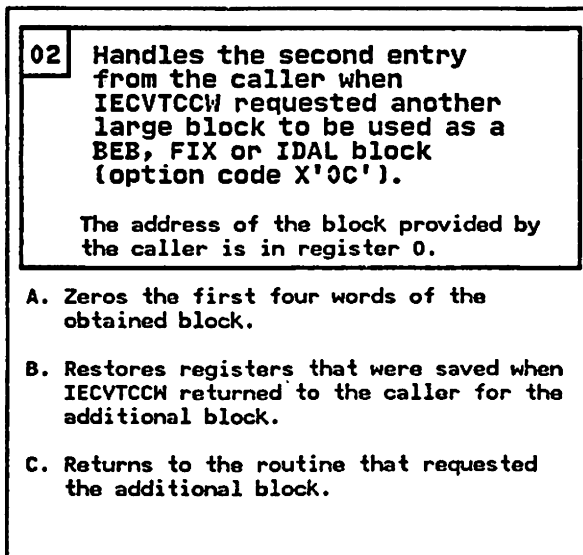 02 Handles the second entry
from the caller when
IECVTCCW requested another
large block to be used as a
BEB, FIX or IDAL block
(option code X'0C').
The address of the block provided by
the caller is in register 0.
A. Zeros the first four words of the
obtained block.
B. Restores registers that were saved when
IECVTCCW returned to the caller for the
additional block.
C. Returns to the routine that requested
the additional block.